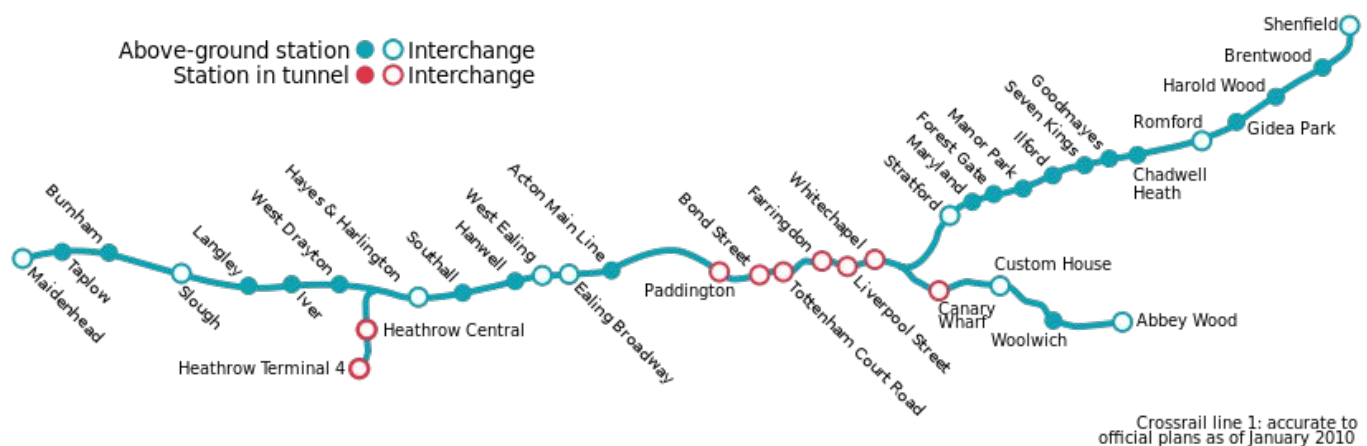 Above-ground station
Interchange
Station in tunnel
Interchange
Maidenhead
Taplow
Burnham
Slough
Langley
Iver
West Drayton
Heathrow Central
Heathrow Terminal 4
Hayes & Harlington
Southall
Hanwell
West Ealing
Ealing Broadway
Acton Main Line
Paddington
Bond Street
Tottenham Court Road
Farringdon
Liverpool Street
Whitechapel
Stratford
Maryland
Forest Gate
Manor Park
Ilford
Seven Kings
Goodmayes
Chadwell
Heath
Romford
Gidea Park
Harold Wood
Brentwood
Shenfield
Canary
Wharf
Custom House
Woolwich
Abbey Wood
Crossrail line 1: accurate to
official plans as of January 2010